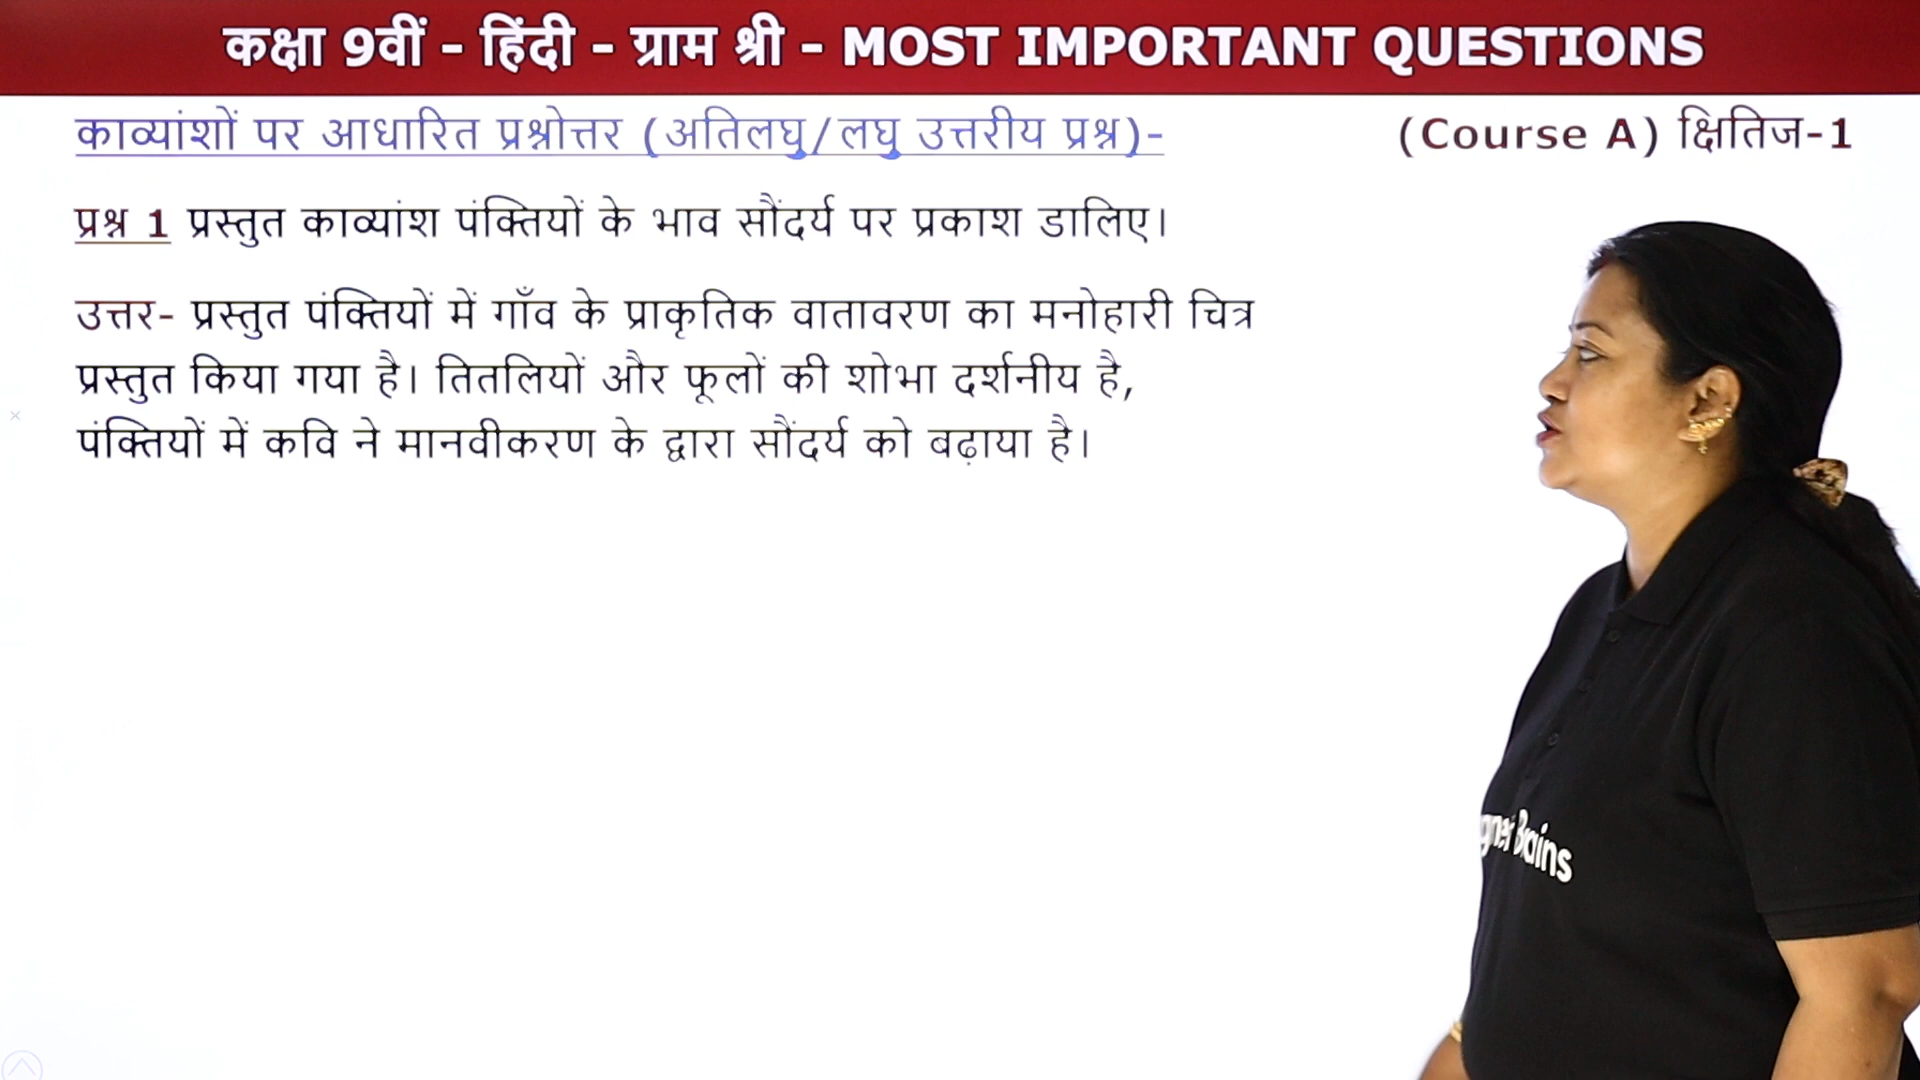 कक्षा 9वीं - हिंदी - ग्राम श्री - MOST IMPORTANT QUESTIONS
काव्यांशों पर आधारित प्रश्नोत्तर (अतिलघु/लघु उत्तरीय प्रश्न)- (Course A) क्षितिज-1
प्रश्न 1 प्रस्तुत काव्यांश पंक्तियों के भाव सौंदर्य पर प्रकाश डालिए।
उत्तर- प्रस्तुत पंक्तियों में गाँव के प्राकृतिक वातावरण का मनोहारी चित्र
प्रस्तुत किया गया है। तितलियों और फूलों की शोभा दर्शनीय है,
पंक्तियों में कवि ने मानवीकरण के द्वारा सौंदर्य को बढ़ाया है।
Brains